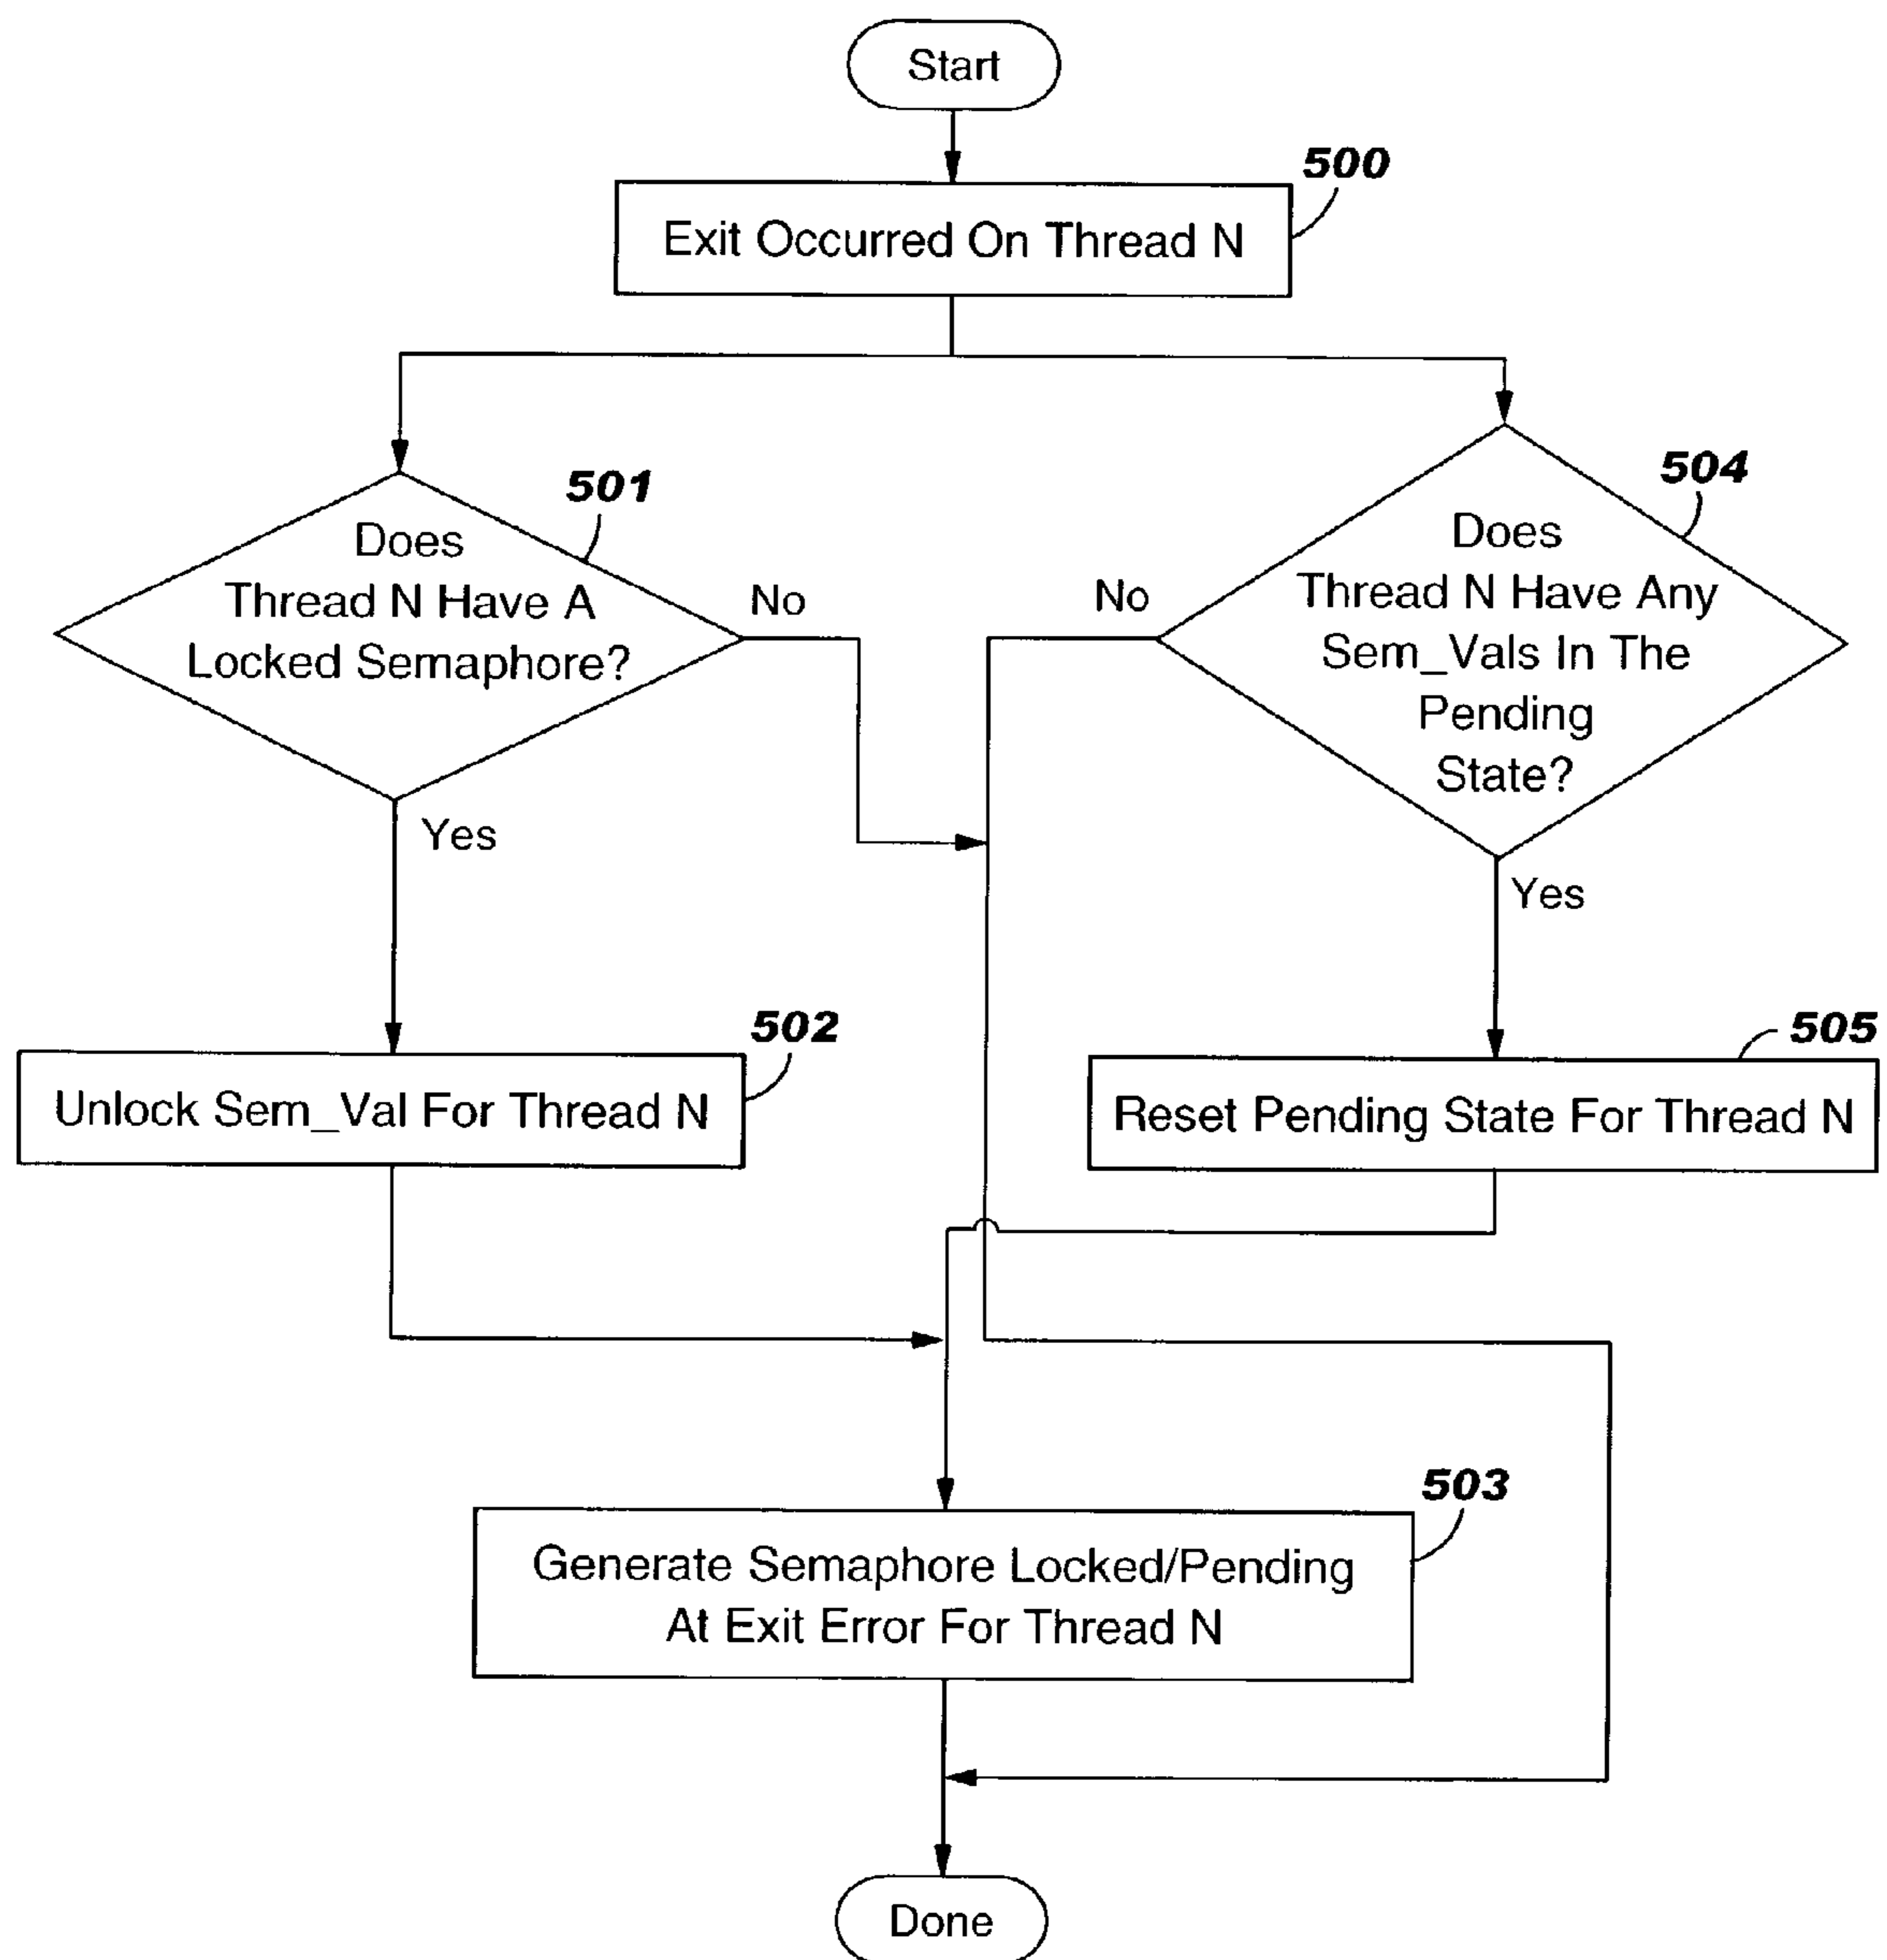 Start
500
Exit Occurred On Thread N
501
Does
Thread N Have A
Locked Semaphore?
No
Yes
504
Does
Thread N Have Any
Sem_Vals In The
Pending
State?
No
Yes
502
Unlock Sem_Val For Thread N
505
Reset Pending State For Thread N
503
Generate Semaphore Locked/Pending
At Exit Error For Thread N
Done